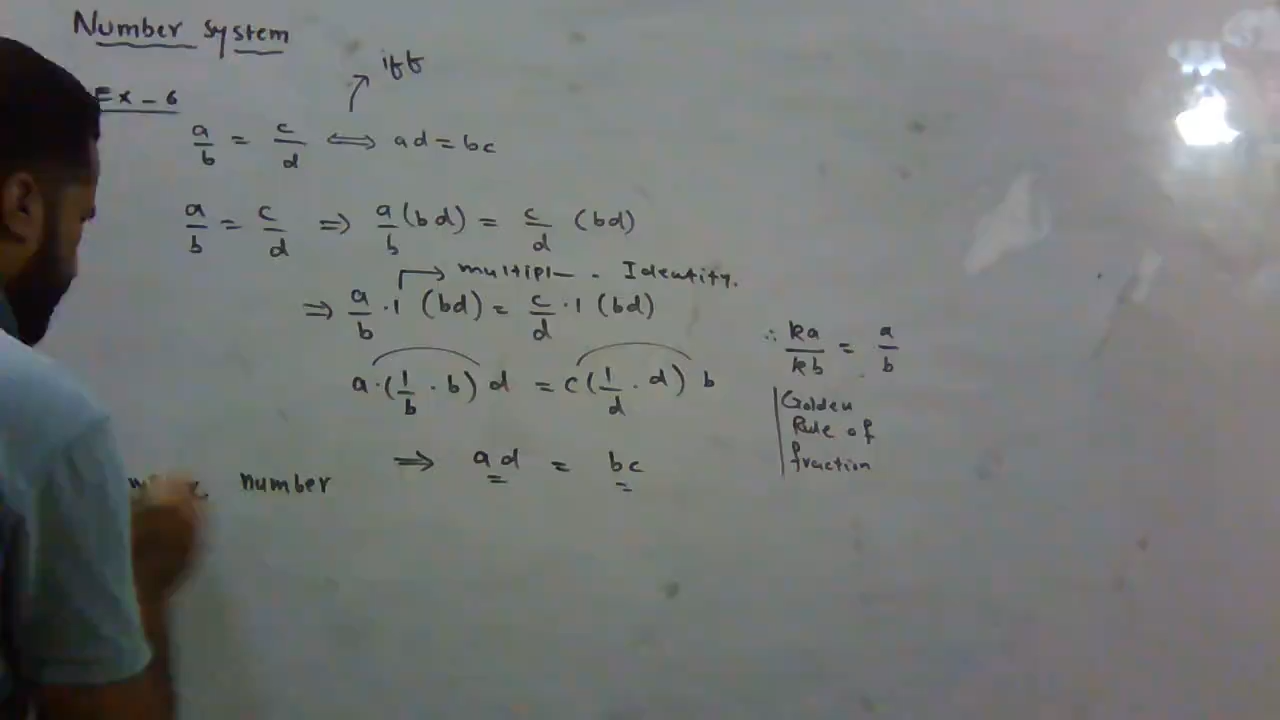 Number system
iff
Ex - 6
a/b = c/d ⟺ ad = bc
a/b = c/d ⇒ a/b (bd) = c/d (bd)
multipl - . Identity.
⇒ a/b · 1 (bd) = c/d · 1 (bd)
∴ ka/kb = a/b
a · (1/b · b) d = c (1/d · d) b
Golden
Rule of
fraction
⇒ ad = bc
number